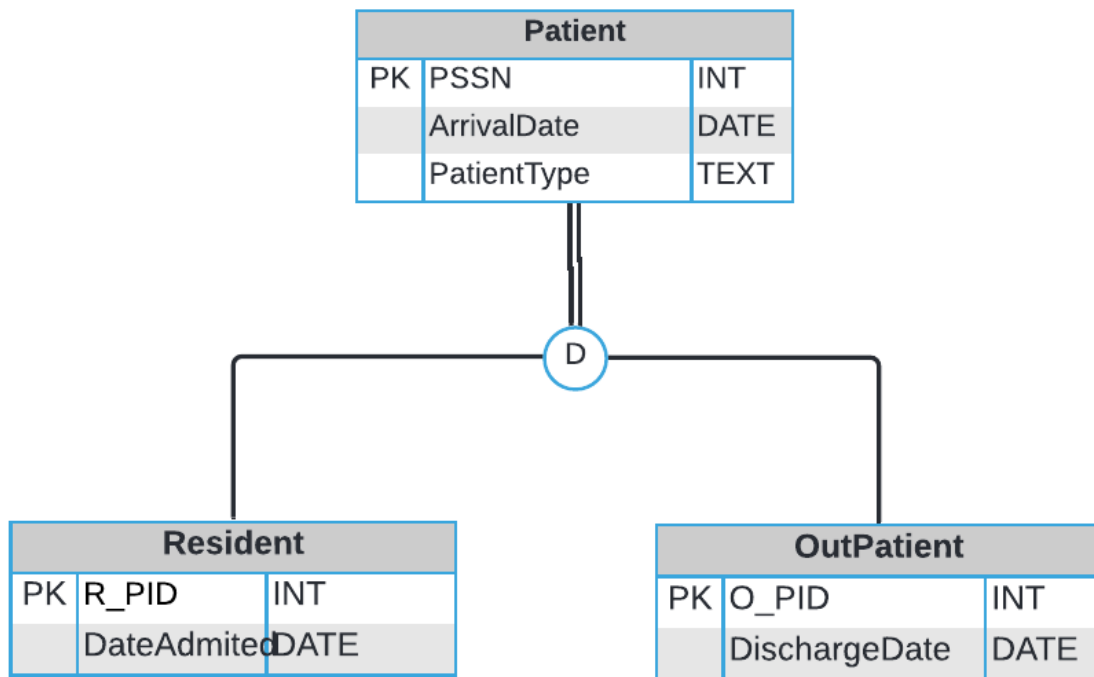 Patient
PK PSSN INT
ArrivalDate DATE
PatientType TEXT
D
Resident
PK R_PID INT
DateAdmited DATE
OutPatient
PK O_PID INT
DischargeDate DATE